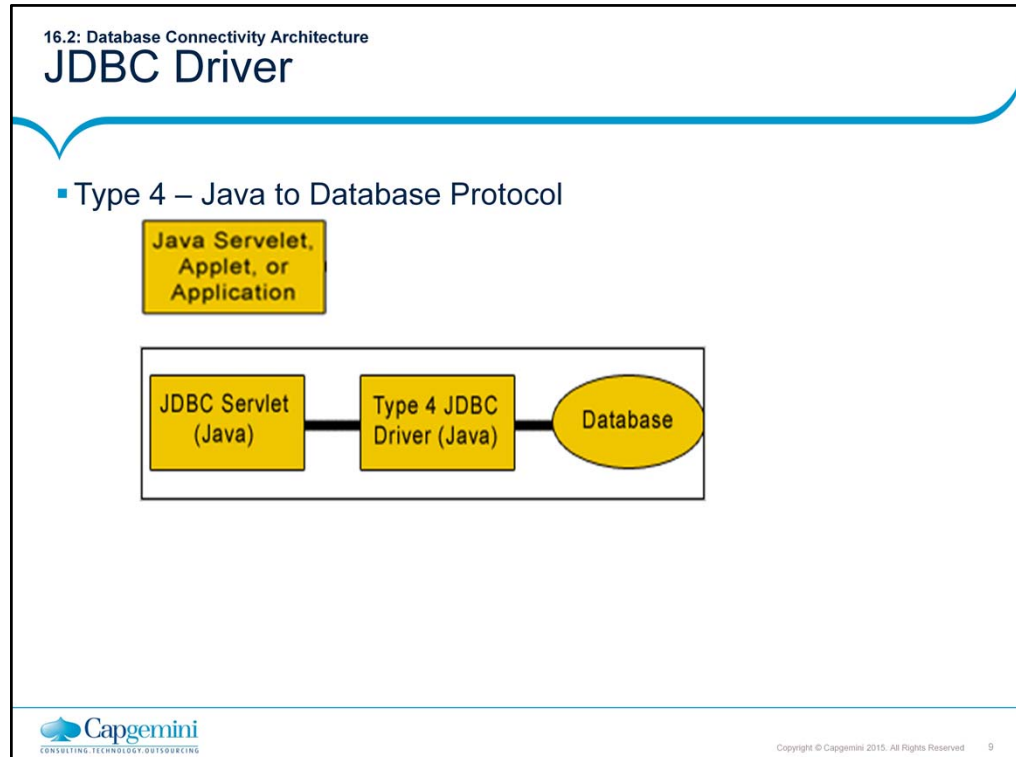 16.2: Database Connectivity Architecture
JDBC Driver
▪ Type 4 – Java to Database Protocol
Java Servelet,
Applet, or
Application
JDBC Servlet
(Java)
Type 4 JDBC
Driver (Java)
Database
Capgemini
CONSULTING.TECHNOLOGY.OUTSOURCING
Copyright © Capgemini 2015. All Rights Reserved 9